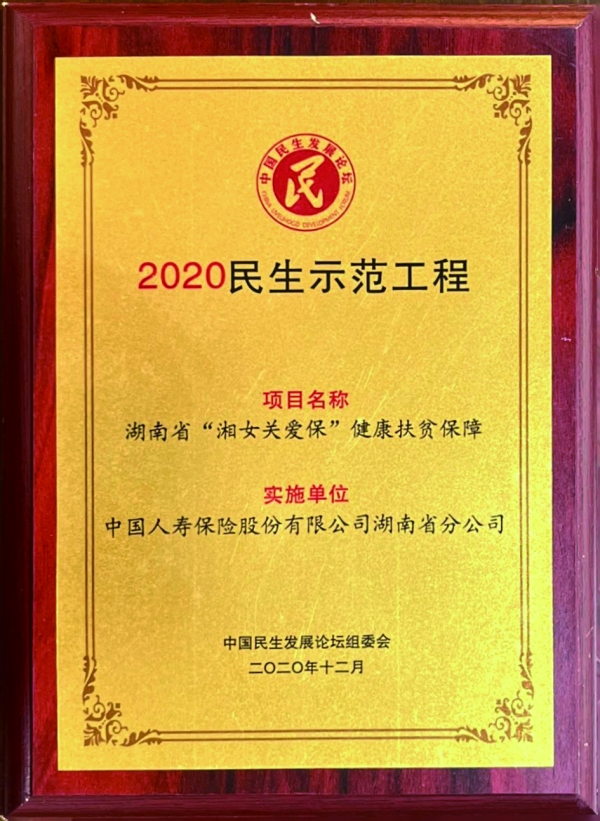 中国民生发展论坛
民
CHINA LIVELIHOOD DEVELOPMENT FORUM
2020民生示范工程
项目名称
湖南省“湘女关爱保”健康扶贫保障
实施单位
中国人寿保险股份有限公司湖南省分公司
中国民生发展论坛组委会
二〇二〇年十二月